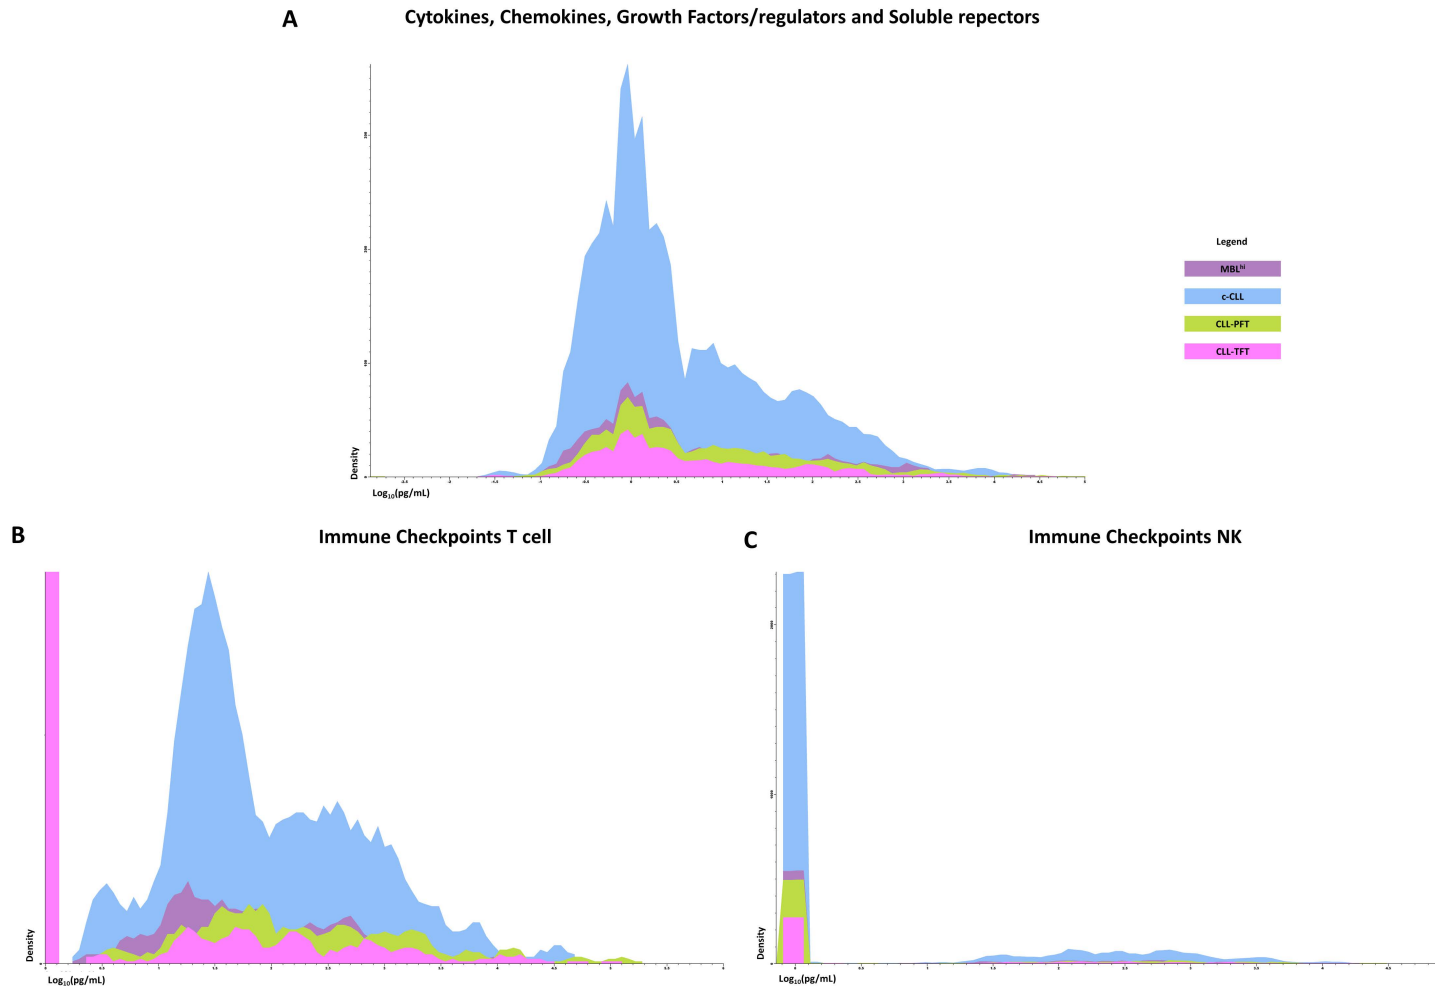 A
Cytokines, Chemokines, Growth Factors/regulators and Soluble repectors
Density
Log10(pg/mL)
Legend
MBLhi
c-CLL
CLL-PFT
CLL-TFT
B
Immune Checkpoints T cell
Density
Log10(pg/mL)
C
Immune Checkpoints NK
Density
Log10(pg/mL)